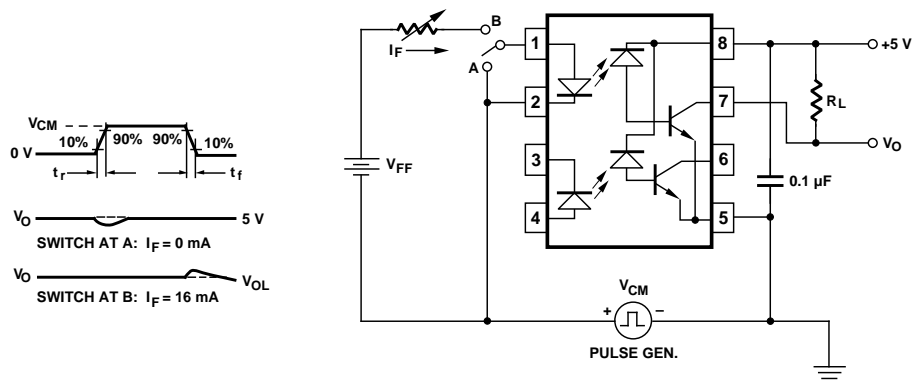 V_CM
0 V
10%
90%
90%
10%
t_r
t_f
V_O
5 V
SWITCH AT A: I_F = 0 mA
V_O
V_OL
SWITCH AT B: I_F = 16 mA
I_F
B
A
V_FF
1
2
3
4
8
7
6
5
+5 V
R_L
V_O
0.1 µF
V_CM
+
–
PULSE GEN.